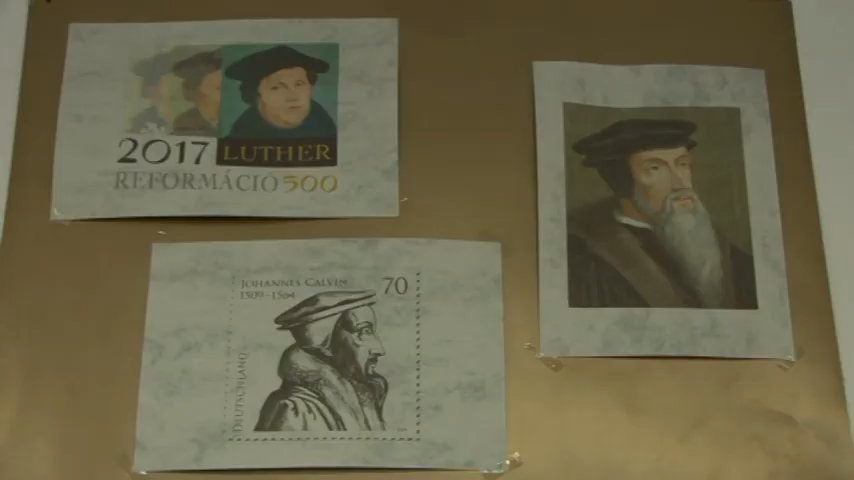 2017 LUTHER
REFORMÁCIÓ 500
JOHANNES CALVIN
1509–1564
70
DEUTSCHLAND